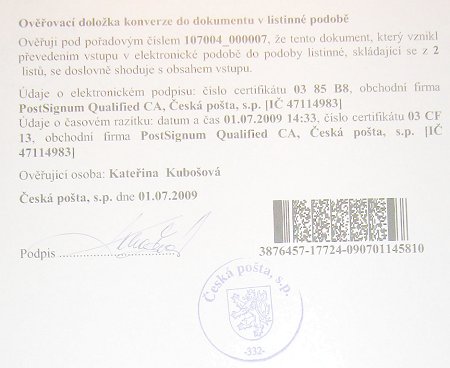 Ověřovací doložka konverze do dokumentu v listinné podobě
Ověřuji pod pořadovým číslem 107004_000007, že tento dokument, který vznikl
převedením vstupu v elektronické podobě do podoby listinné, skládající se z 2
listů, se doslovně shoduje s obsahem vstupu.
Údaje o elektronickém podpisu: číslo certifikátu 03 85 B8, obchodní firma
PostSignum Qualified CA, Česká pošta, s.p. [IČ 47114983]
Údaje o časovém razítku: datum a čas 01.07.2009 14:33, číslo certifikátu 03 CF
13, obchodní firma PostSignum Qualified CA, Česká pošta, s.p. [IČ
47114983]
Ověřující osoba: Kateřina Kubošová
Česká pošta, s.p. dne 01.07.2009
Podpis
3876457-17724-090701145810
Česká pošta, s.p.
-332-